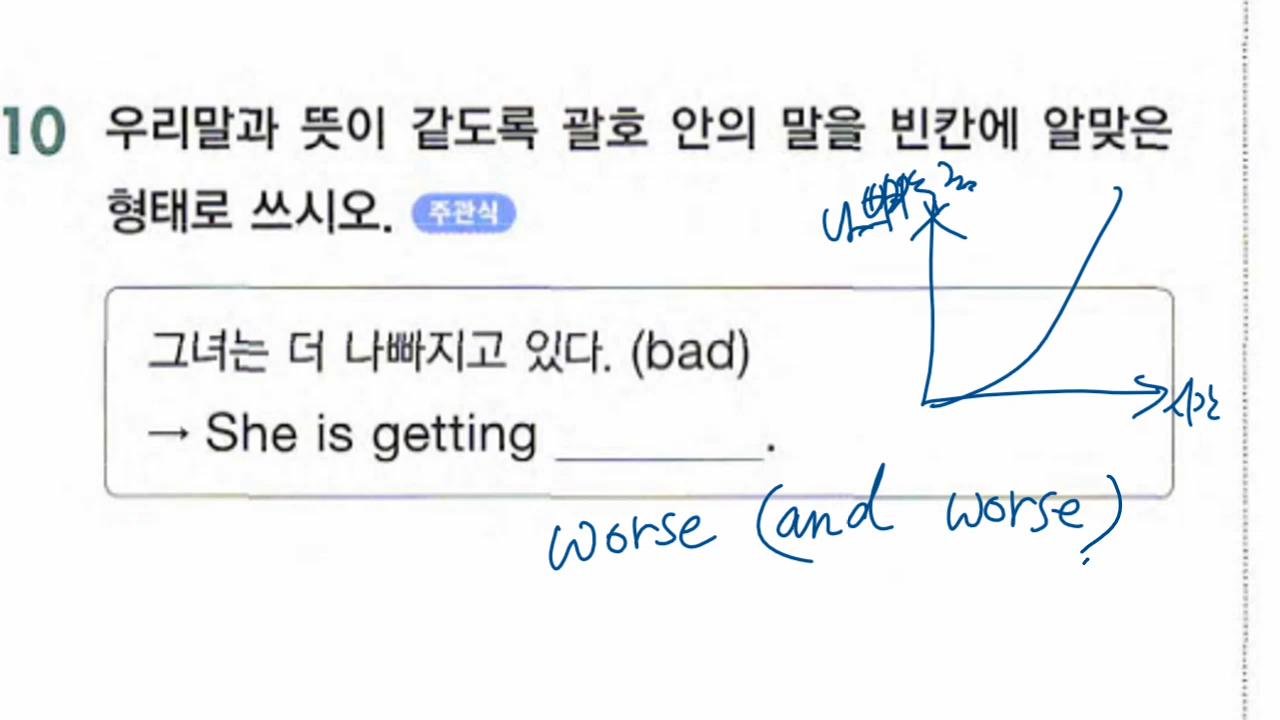 10 우리말과 뜻이 같도록 괄호 안의 말을 빈칸에 알맞은
형태로 쓰시오. 주관식
그녀는 더 나빠지고 있다. (bad)
→ She is getting ________.
시간
worse (and worse?)